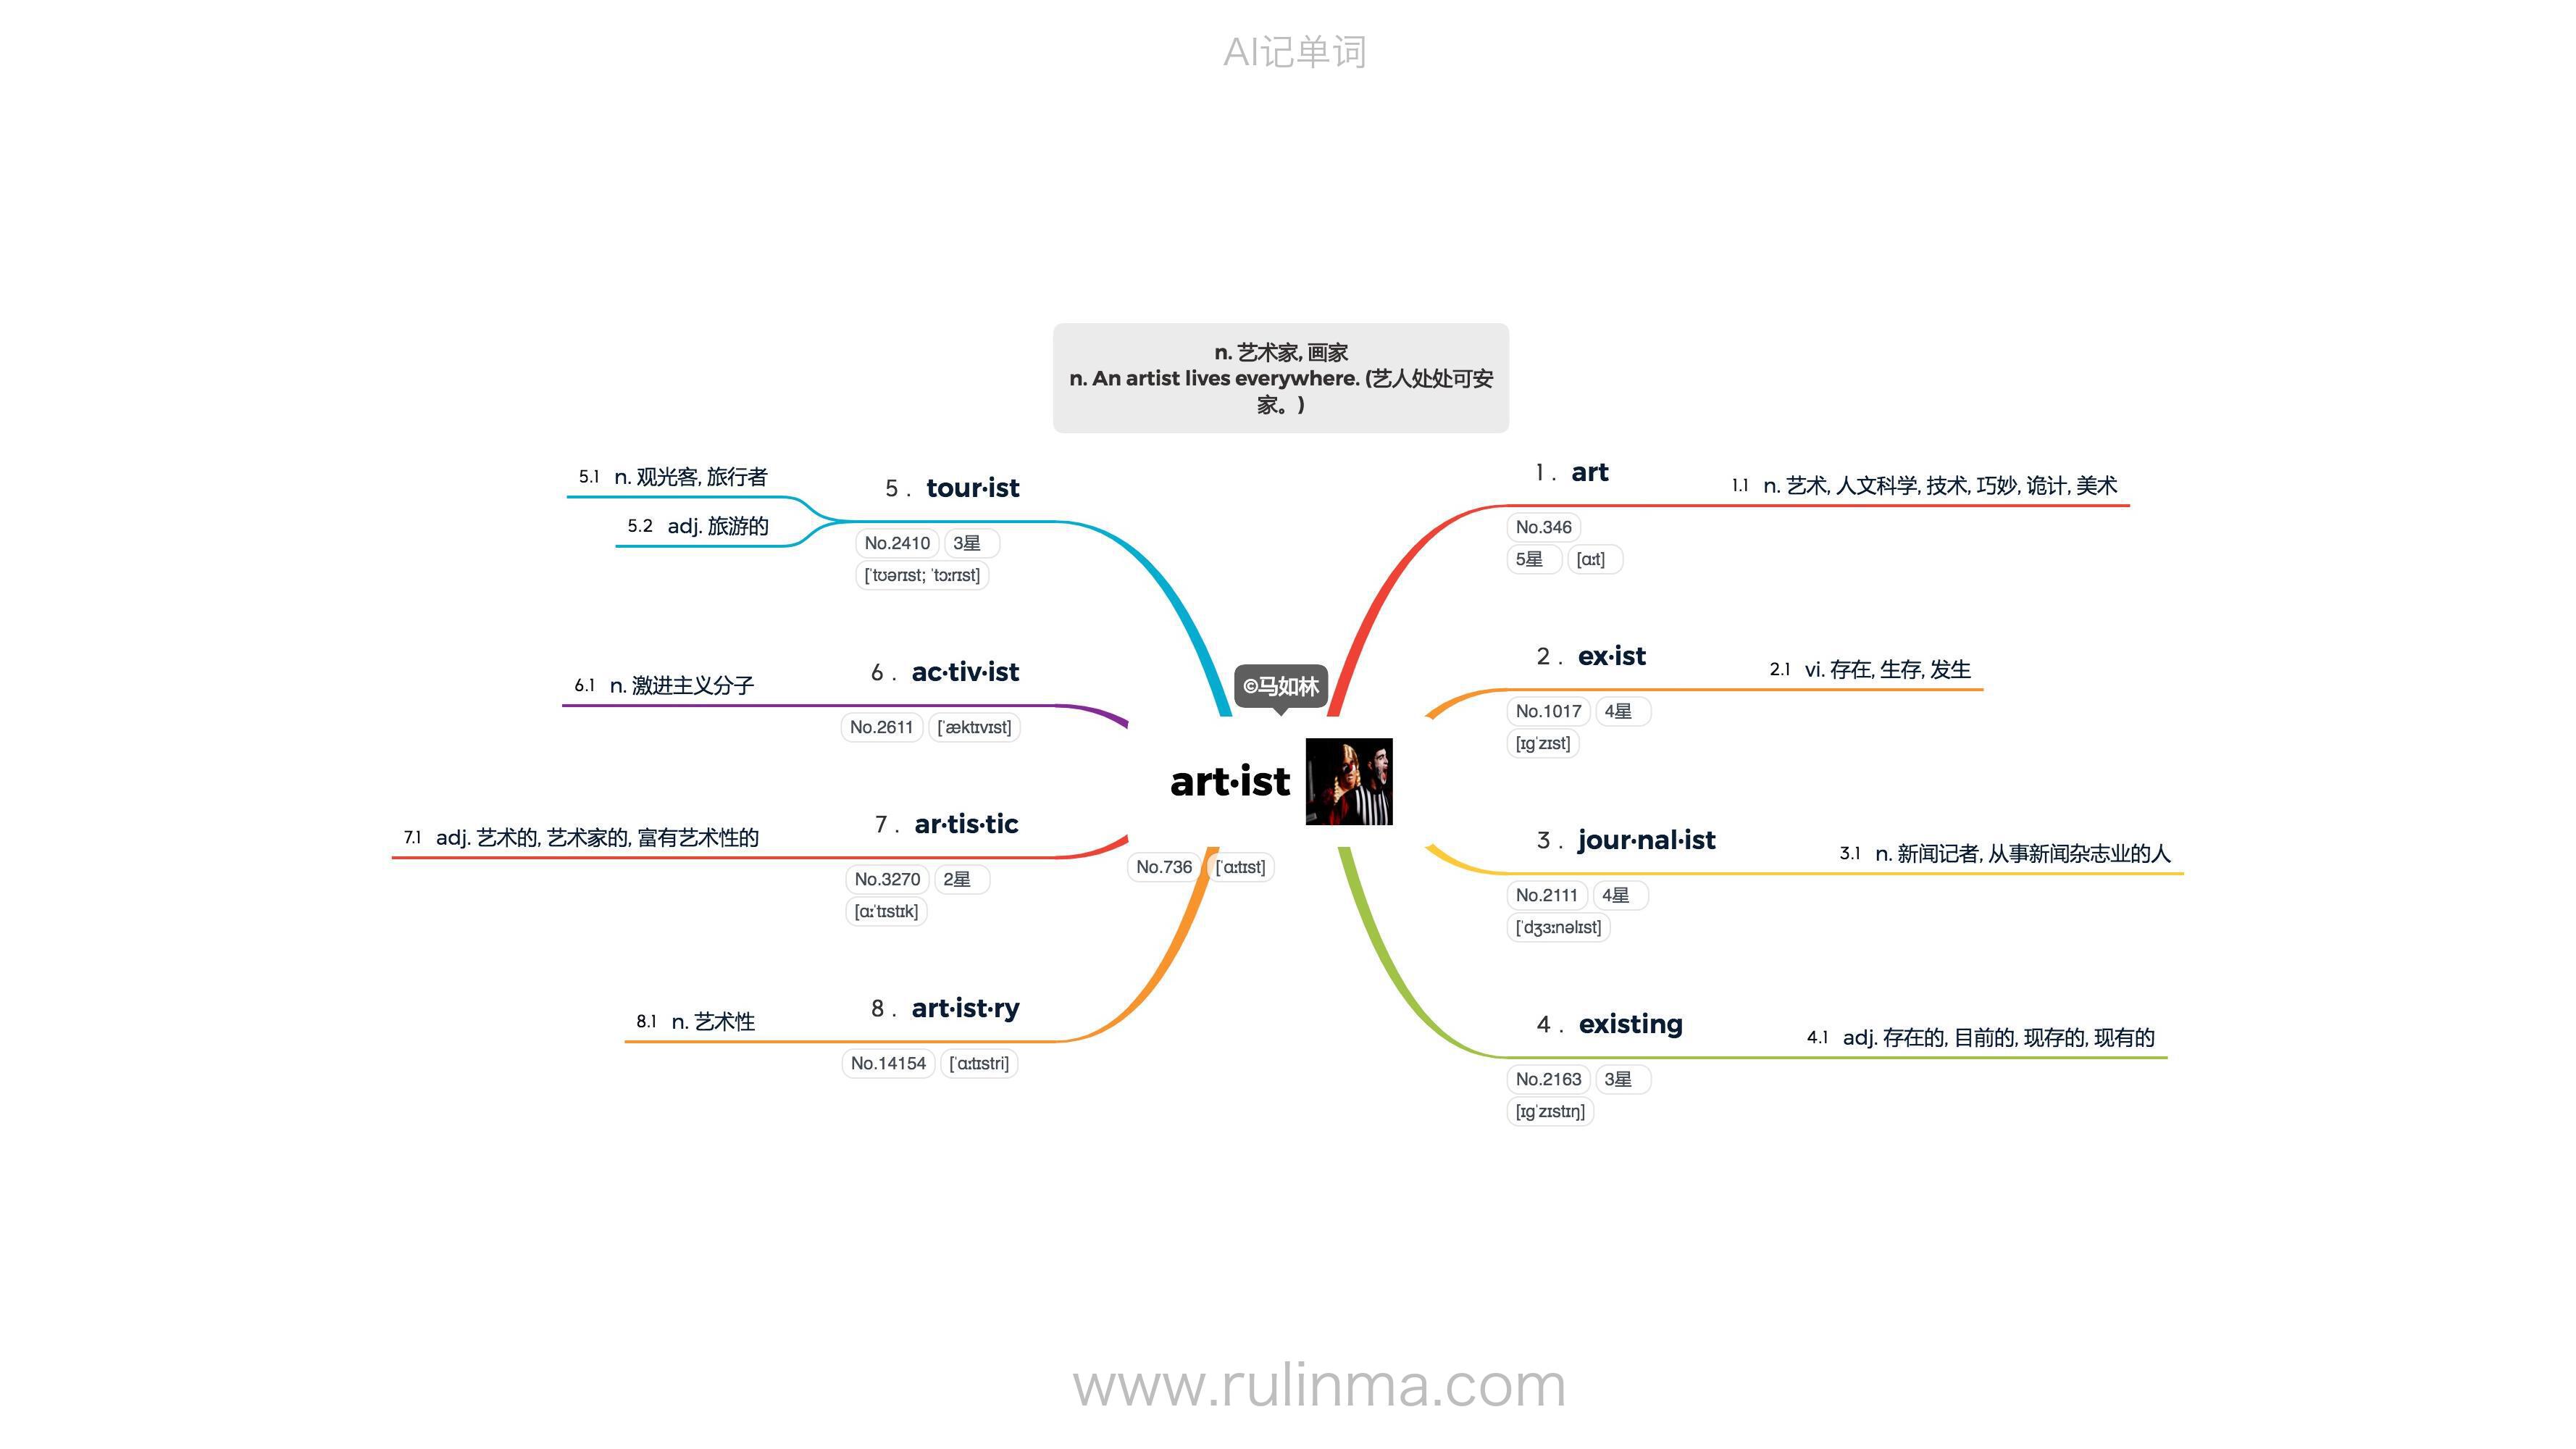 AI记单词
n. 艺术家, 画家
n. An artist lives everywhere. (艺人处处可安
家。)
©马如林
art·ist
No.736 [ˈɑːtɪst]
1 . art
No.346
5星 [ɑːt]
1.1 n. 艺术, 人文科学, 技术, 巧妙, 诡计, 美术
2 . ex·ist
No.1017 4星
[ɪɡˈzɪst]
2.1 vi. 存在, 生存, 发生
3 . jour·nal·ist
No.2111 4星
[ˈdʒɜːnəlɪst]
3.1 n. 新闻记者, 从事新闻杂志业的人
4 . existing
No.2163 3星
[ɪɡˈzɪstɪŋ]
4.1 adj. 存在的, 目前的, 现存的, 现有的
5 . tour·ist
No.2410 3星
[ˈtʊərɪst; ˈtɔːrɪst]
5.1 n. 观光客, 旅行者
5.2 adj. 旅游的
6 . ac·tiv·ist
No.2611 [ˈæktɪvɪst]
6.1 n. 激进主义分子
7 . ar·tis·tic
No.3270 2星
[ɑːˈtɪstɪk]
7.1 adj. 艺术的, 艺术家的, 富有艺术性的
8 . art·ist·ry
No.14154 [ˈɑːtɪstri]
8.1 n. 艺术性
www.rulinma.com